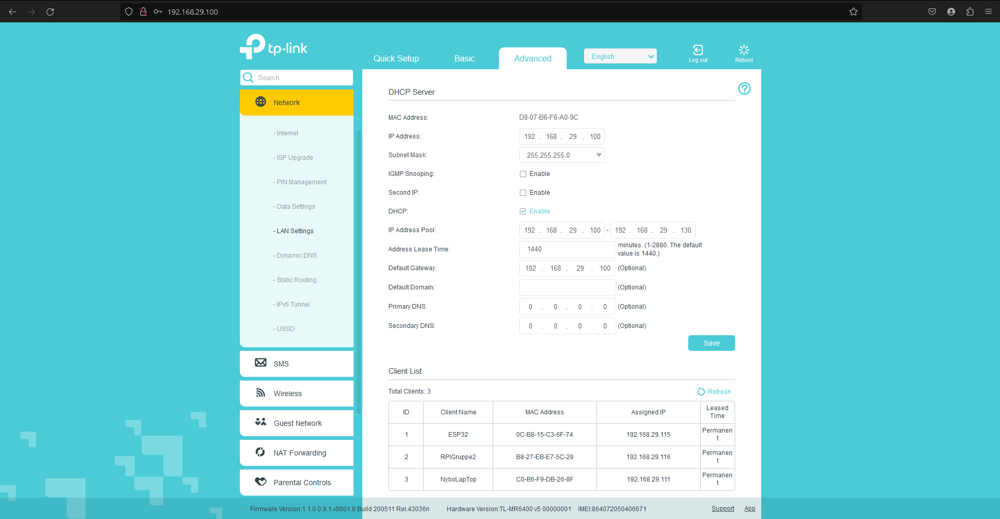 192.168.29.100
tp-link
Quick Setup
Basic
Advanced
English
Log out
Reboot
Search
Network
- Internet
- ISP Upgrade
- PIN Management
- Data Settings
- LAN Settings
- Dynamic DNS
- Static Routing
- IPv6 Tunnel
- USSD
SMS
Wireless
Guest Network
NAT Forwarding
Parental Controls
DHCP Server
MAC Address: D8-07-B6-F6-A0-9C
IP Address: 192 . 168 . 29 . 100
Subnet Mask: 255.255.255.0
IGMP Snooping: Enable
Second IP: Enable
DHCP: Enable
IP Address Pool: 192 . 168 . 29 . 100 - 192 . 168 . 29 . 130
Address Lease Time: 1440 minutes. (1-2880. The default
value is 1440.)
Default Gateway: 192 . 168 . 29 . 100 (Optional)
Default Domain: (Optional)
Primary DNS: 0 . 0 . 0 . 0 (Optional)
Secondary DNS: 0 . 0 . 0 . 0 (Optional)
Save
Client List
Total Clients: 3
Refresh
ID Client Name MAC Address Assigned IP Leased
Time
1 ESP32 0C-B8-15-C3-6F-74 192.168.29.115 Permanen
t
2 RPIGruppe2 B8-27-EB-E7-5C-29 192.168.29.116 Permanen
t
3 NyboLapTop C0-B6-F9-DB-26-8F 192.168.29.111 Permanen
t
Firmware Version:1.1.0 0.9.1 v0001.0 Build 200511 Rel.43036n Hardware Version:TL-MR6400 v5 00000001 IMEI:864072050406671 Support App